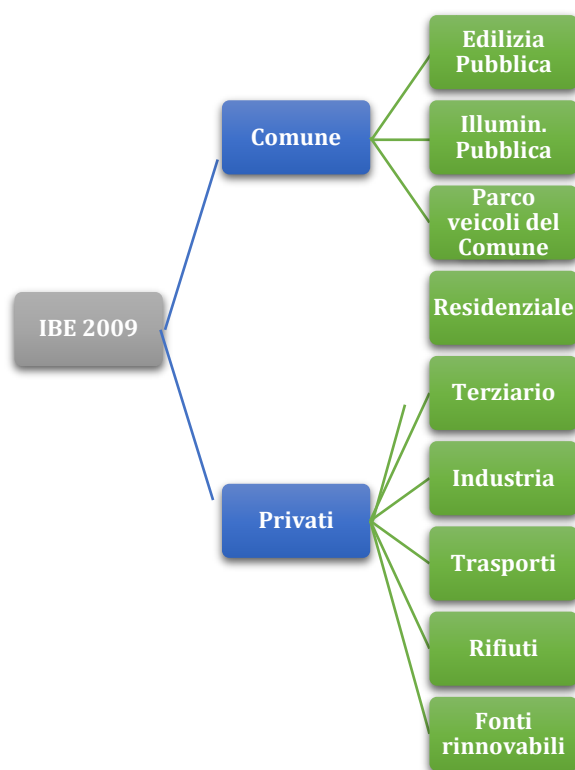 Edilizia
Pubblica
Comune
Illumin.
Pubblica
Parco
veicoli del
Comune
IBE 2009
Residenziale
Terziario
Privati
Industria
Trasporti
Rifiuti
Fonti
rinnovabili